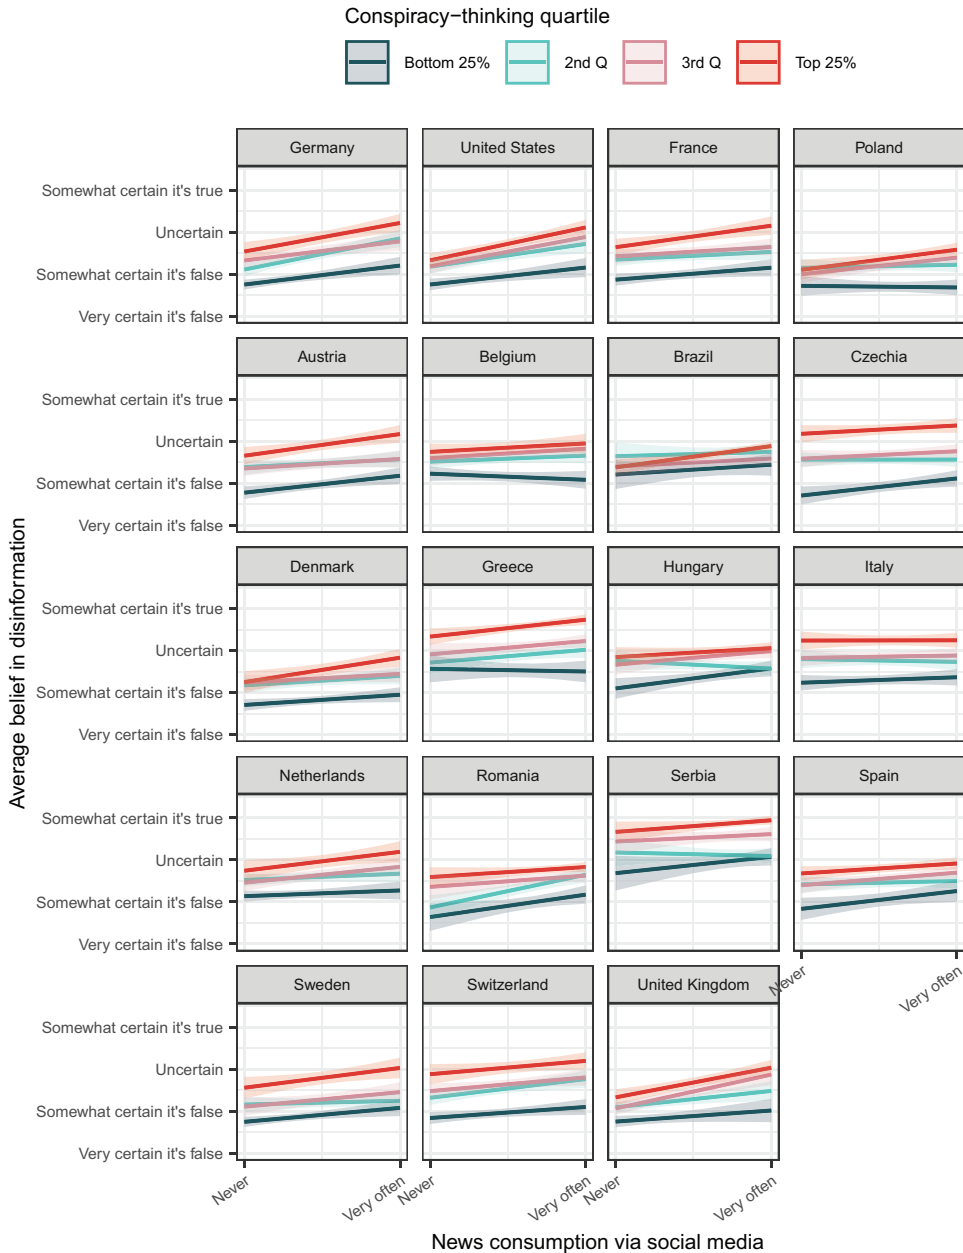 Conspiracy−thinking quartile
Bottom 25% 2nd Q 3rd Q Top 25%
Germany United States France Poland
Somewhat certain it's true
Uncertain
Somewhat certain it's false
Very certain it's false
Austria Belgium Brazil Czechia
Somewhat certain it's true
Uncertain
Somewhat certain it's false
Very certain it's false
Average belief in disinformation
Denmark Greece Hungary Italy
Somewhat certain it's true
Uncertain
Somewhat certain it's false
Very certain it's false
Netherlands Romania Serbia Spain
Somewhat certain it's true
Uncertain
Somewhat certain it's false
Very certain it's false
Never Very often
Sweden Switzerland United Kingdom
Somewhat certain it's true
Uncertain
Somewhat certain it's false
Very certain it's false
Never Very often Never Very often Never Very often
News consumption via social media